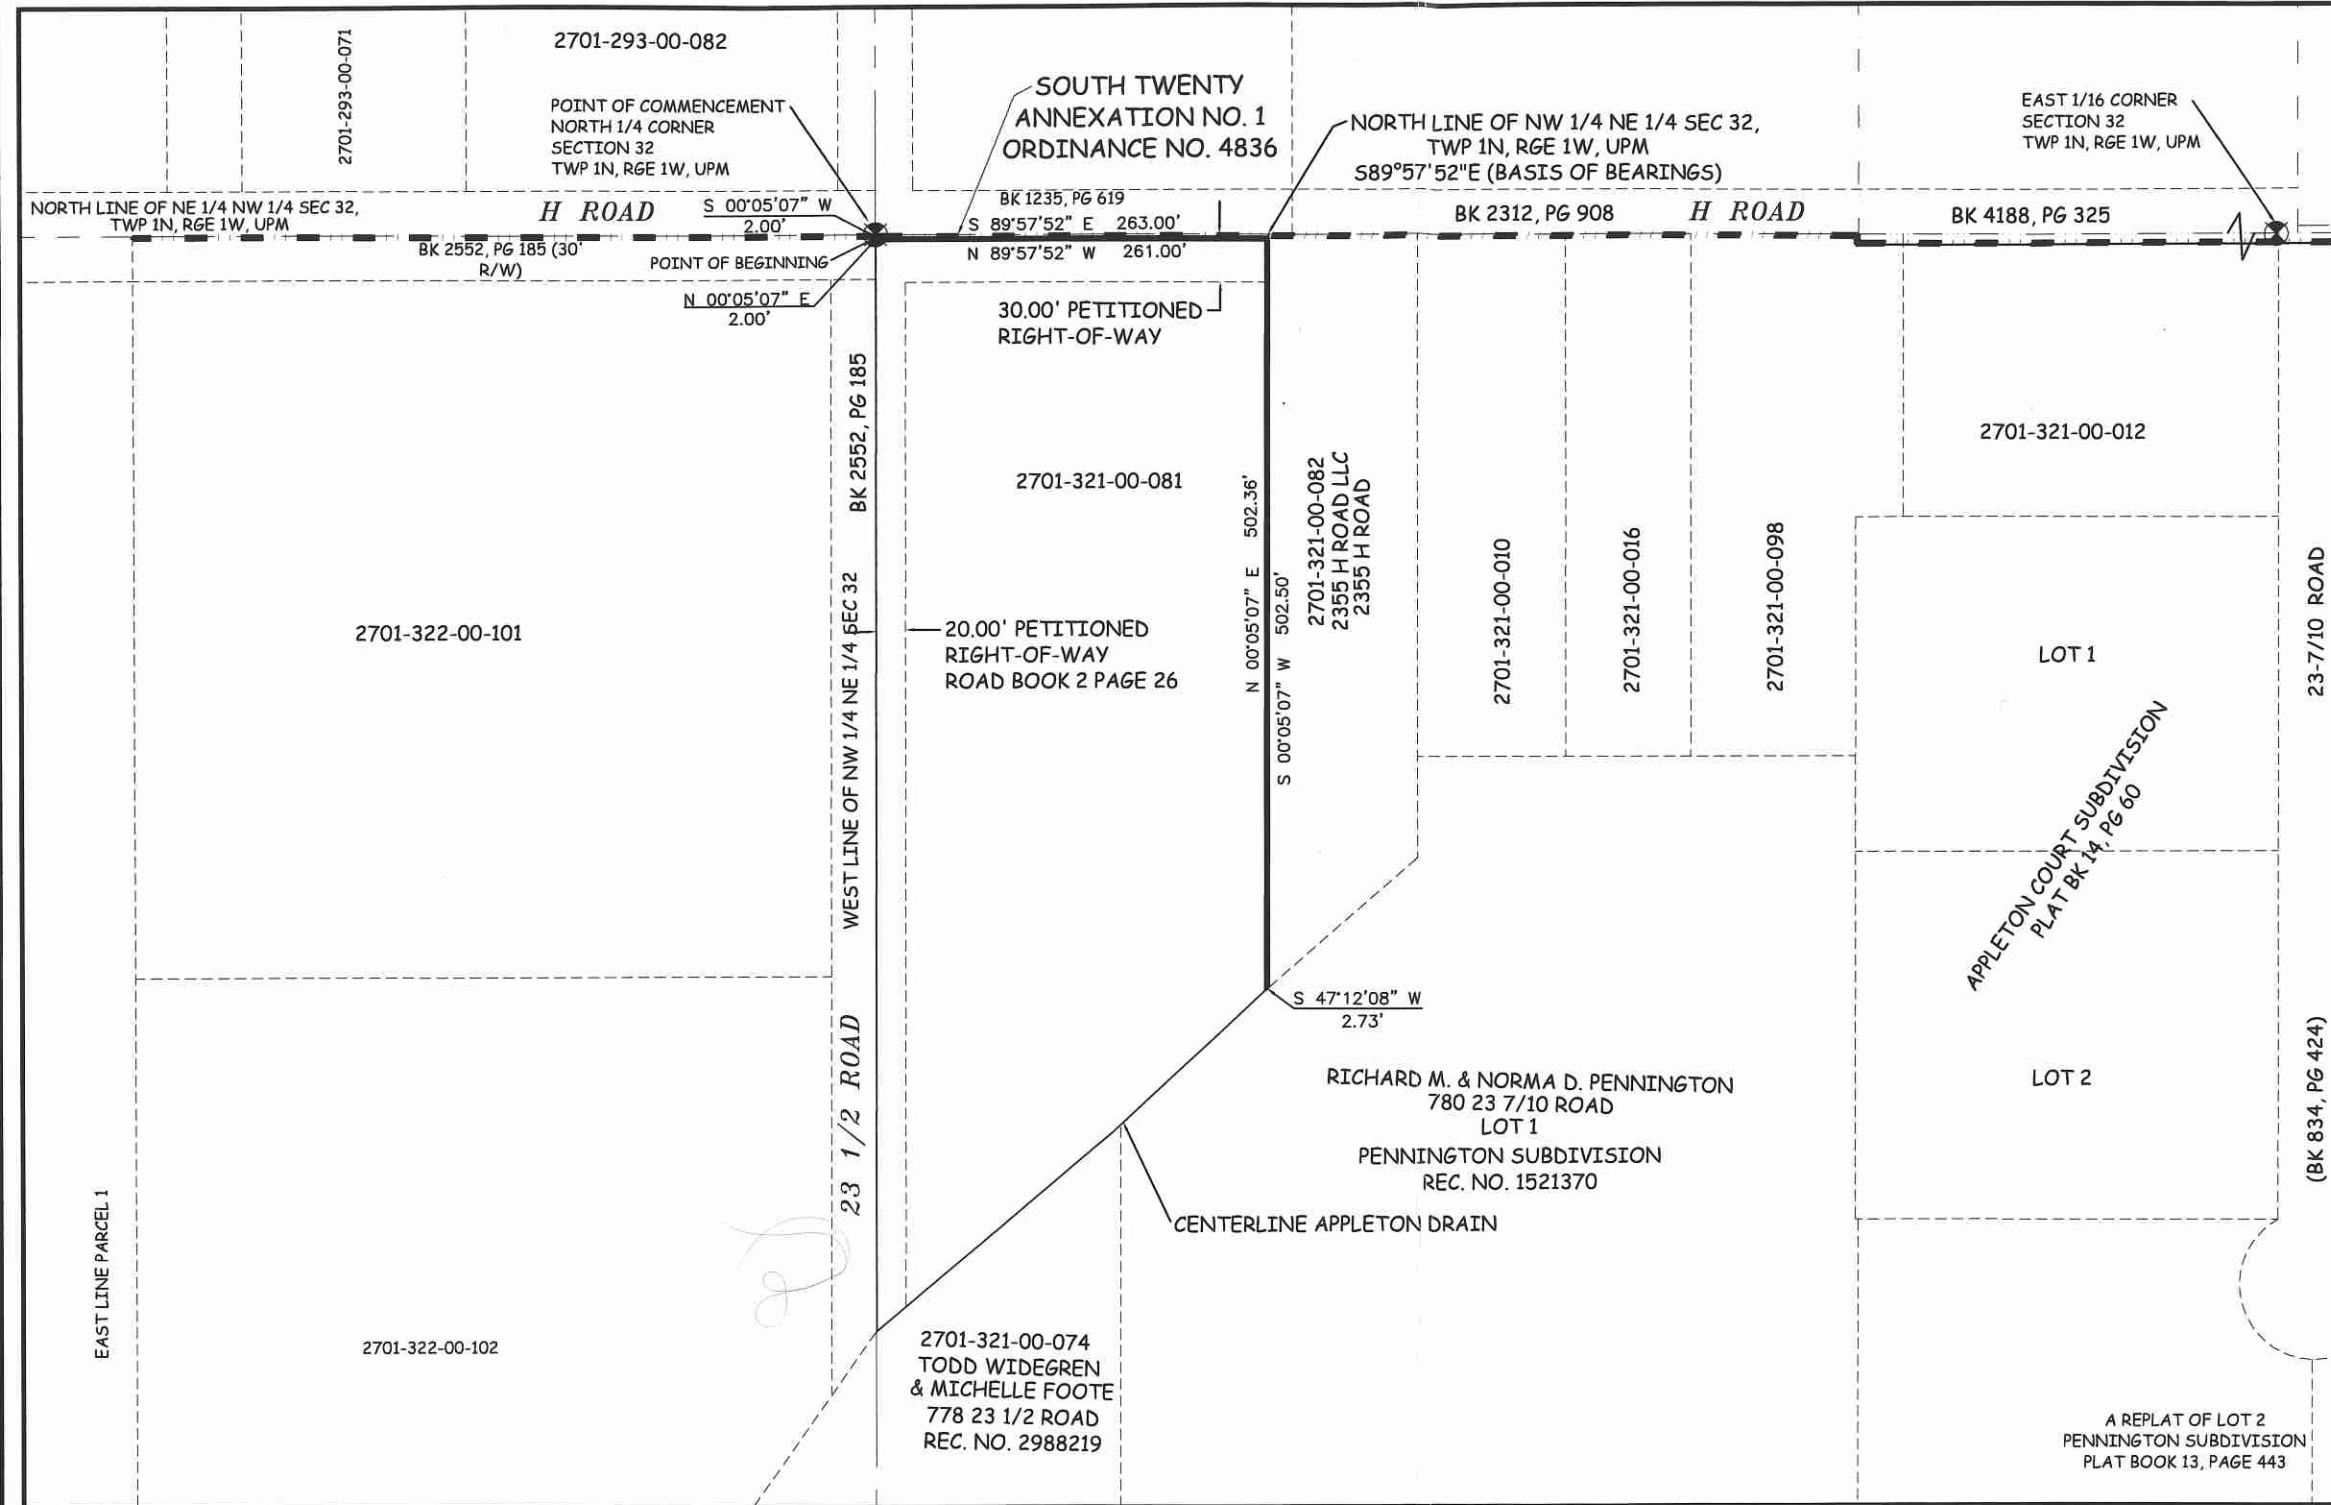 2701-293-00-071
2701-293-00-082
POINT OF COMMENCEMENT
NORTH 1/4 CORNER
SECTION 32
TWP 1N, RGE 1W, UPM
SOUTH TWENTY
ANNEXATION NO. 1
ORDINANCE NO. 4836
NORTH LINE OF NW 1/4 NE 1/4 SEC 32,
TWP 1N, RGE 1W, UPM
S89°57'52"E (BASIS OF BEARINGS)
EAST 1/16 CORNER
SECTION 32
TWP 1N, RGE 1W, UPM
NORTH LINE OF NE 1/4 NW 1/4 SEC 32,
TWP 1N, RGE 1W, UPM
H ROAD
S 00°05'07" W
2.00'
BK 1235, PG 619
S 89°57'52" E 263.00'
N 89°57'52" W 261.00'
BK 2312, PG 908
H ROAD
BK 4188, PG 325
BK 2552, PG 185 (30'
R/W)
POINT OF BEGINNING
N 00°05'07" E
2.00'
30.00' PETITIONED
RIGHT-OF-WAY
BK 2552, PG 185
2701-321-00-081
2701-321-00-012
N 00°05'07" E 502.36'
S 00°05'07" W 502.50'
2701-321-00-082
2355 H ROAD LLC
2355 H ROAD
2701-321-00-010
2701-321-00-016
2701-321-00-098
2701-322-00-101
WEST LINE OF NW 1/4 NE 1/4 SEC 32
20.00' PETITIONED
RIGHT-OF-WAY
ROAD BOOK 2 PAGE 26
LOT 1
23-7/10 ROAD
APPLETON COURT SUBDIVISION
PLAT BK 14, PG 60
S 47°12'08" W
2.73'
23 1/2 ROAD
RICHARD M. & NORMA D. PENNINGTON
780 23 7/10 ROAD
LOT 1
PENNINGTON SUBDIVISION
REC. NO. 1521370
LOT 2
(BK 834, PG 424)
CENTERLINE APPLETON DRAIN
EAST LINE PARCEL 1
2701-322-00-102
2701-321-00-074
TODD WIDEGREN
& MICHELLE FOOTE
778 23 1/2 ROAD
REC. NO. 2988219
A REPLAT OF LOT 2
PENNINGTON SUBDIVISION
PLAT BOOK 13, PAGE 443